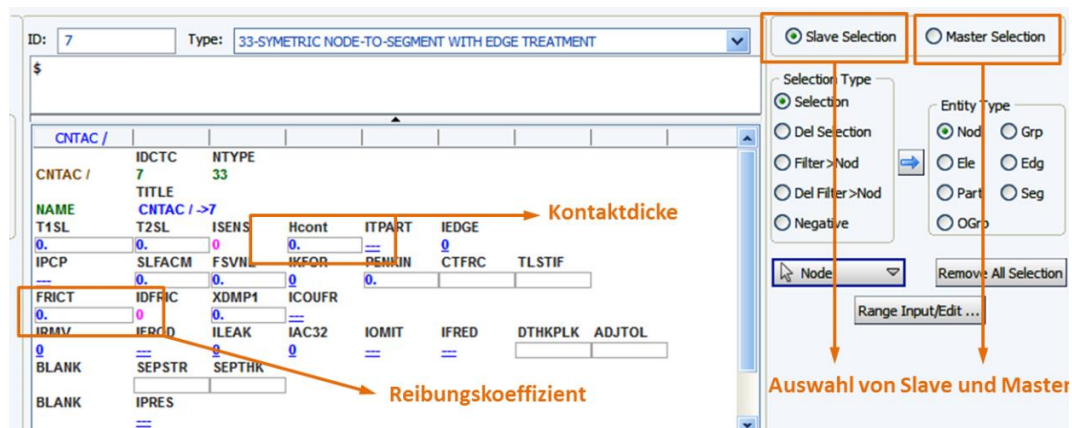 ID: 7 Type: 33-SYMETRIC NODE-TO-SEGMENT WITH EDGE TREATMENT
$
CNTAC /
IDCTC NTYPE
CNTAC / 7 33
TITLE
NAME CNTAC / ->7
T1SL T2SL ISENS Hcont ITPART IEDGE
0. 0. 0 0. --- 0
IPCP SLFACM FSVNL IKFOR PENKIN CTFRC TLSTIF
--- 0. 0. 0 0.
FRICT IDFRIC XDMP1 ICOUFR
0. 0 0. ---
IRMV IEROD ILEAK IAC32 IOMIT IFRED DTHKPLK ADJTOL
0 --- 0 0 --- ---
BLANK SEPSTR SEPTHK
BLANK IPRES
---
Kontaktdicke
Reibungskoeffizient
Slave Selection Master Selection
Selection Type
Selection
Del Selection
Filter>Nod
Del Filter>Nod
Negative
Entity Type
Nod Grp
Ele Edg
Part Seg
OGrp
Node Remove All Selection
Range Input/Edit ...
Auswahl von Slave und Master